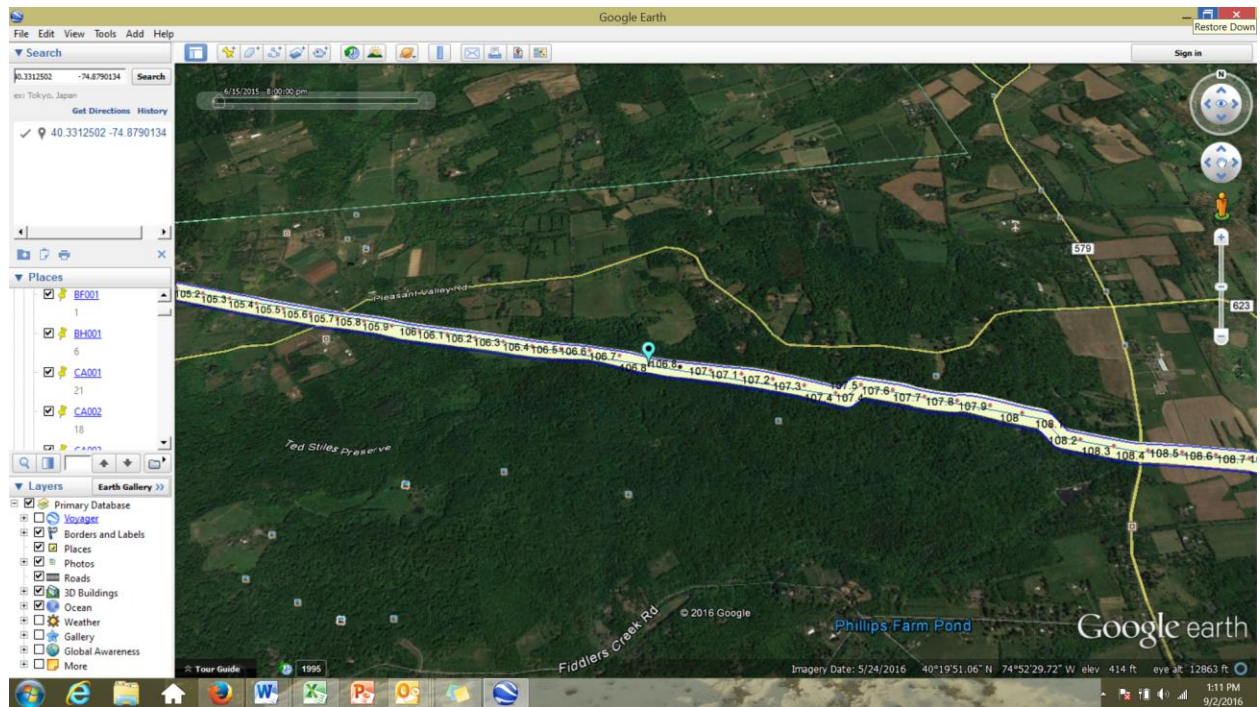 Google Earth
Restore Down
File Edit View Tools Add Help
▼ Search
40.3312502 -74.8790134 Search
ex: Tokyo, Japan
Get Directions History
40.3312502 -74.8790134
Sign in
▼ Places
BF001
1
BH001
6
CA001
21
CA002
18
▼ Layers Earth Gallery >>
Primary Database
Voyager
Borders and Labels
Places
Photos
Roads
3D Buildings
Ocean
Weather
Gallery
Global Awareness
More
6/15/2015 8:00:00 pm
N
579
623
Pleasant Valley Rd
105.2 105.3 105.4 105.5 105.6 105.7 105.8 105.9 106 106.1 106.2 106.3 106.4 106.5 106.6 106.7 106.8 106.8 107 107.1 107.2 107.3 107.4 107.4 107.5 107.6 107.7 107.8 107.9 108 108.1 108.2 108.3 108.4 108.5 108.6 108.7
Ted Stiles Preserve
Fiddlers Creek Rd
© 2016 Google
Phillips Farm Pond
Google earth
Tour Guide 1995
Imagery Date: 5/24/2016 40°19'51.06" N 74°52'29.72" W elev 414 ft eye alt 12863 ft
1:11 PM
9/2/2016